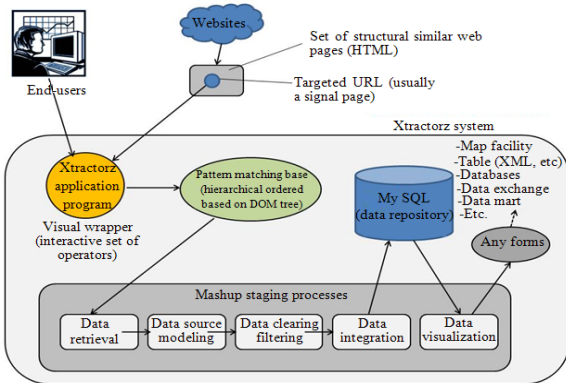 Websites
Set of structural similar web
pages (HTML)
Targeted URL (usually
a signal page)
End-users
Xtractorz system
Xtractorz
application
program
Visual wrapper
(interactive set of
operators)
Pattern matching base
(hierarchical ordered
based on DOM tree)
My SQL
(data repository)
-Map facility
-Table (XML, etc)
-Databases
-Data exchange
-Data mart
-Etc.
Any forms
Mashup staging processes
Data
retrieval
Data source
modeling
Data clearing
filtering
Data
integration
Data
visualization